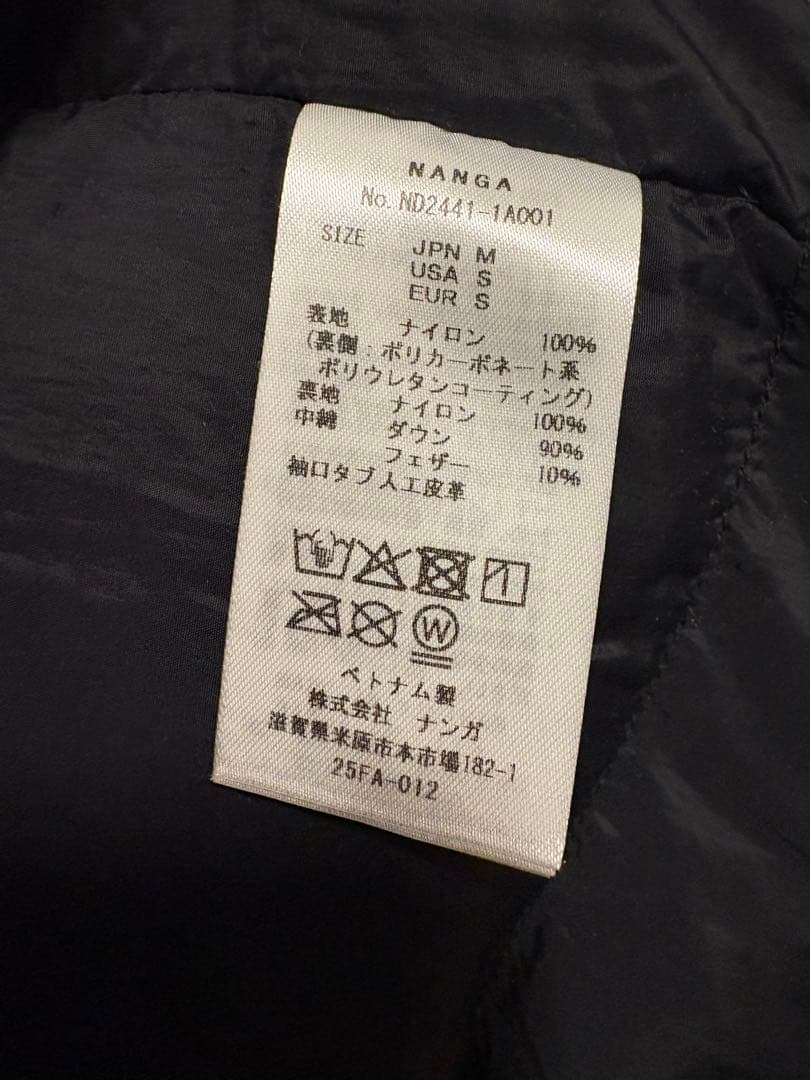 NANGA
No. ND2441-1A001
SIZE JPN M
USA S
EUR S
表地 ナイロン 100%
(裏側:ポリカーボネート系
ポリウレタンコーティング)
裏地 ナイロン 100%
中綿 ダウン 90%
フェザー 10%
袖口タブ人工皮革
W
ベトナム製
株式会社 ナンガ
滋賀県米原市本市場182-1
25FA-012